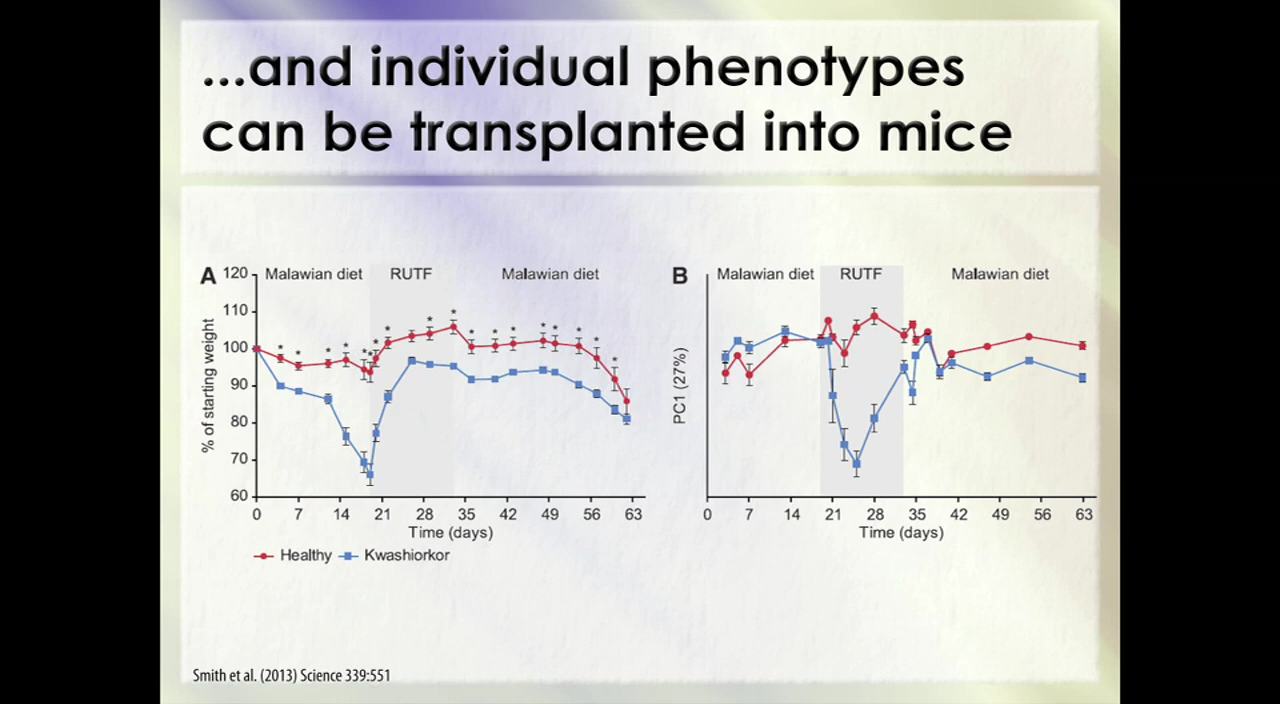 ...and individual phenotypes
can be transplanted into mice
A
% of starting weight
120
110
100
90
80
70
60
Malawian diet RUTF Malawian diet
* * * * * * * * * * * * * * * * *
0 7 14 21 28 35 42 49 56 63
Time (days)
Healthy Kwashiorkor
B
PC1 (27%)
Malawian diet RUTF Malawian diet
0 7 14 21 28 35 42 49 56 63
Time (days)
Smith et al. (2013) Science 339:551